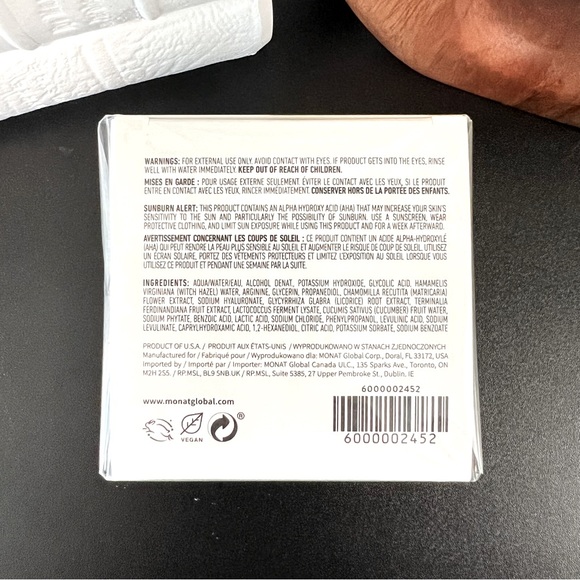 WARNINGS: FOR EXTERNAL USE ONLY. AVOID CONTACT WITH EYES. IF PRODUCT GETS INTO THE EYES, RINSE
WELL WITH WATER IMMEDIATELY. KEEP OUT OF REACH OF CHILDREN.
MISES EN GARDE : POUR USAGE EXTERNE SEULEMENT. ÉVITER LE CONTACT AVEC LES YEUX. SI LE PRODUIT
ENTRE EN CONTACT AVEC LES YEUX, RINCER IMMÉDIATEMENT. CONSERVER HORS DE LA PORTÉE DES ENFANTS.
SUNBURN ALERT: THIS PRODUCT CONTAINS AN ALPHA HYDROXY ACID (AHA) THAT MAY INCREASE YOUR SKIN'S
SENSITIVITY TO THE SUN AND PARTICULARLY THE POSSIBILITY OF SUNBURN. USE A SUNSCREEN, WEAR
PROTECTIVE CLOTHING, AND LIMIT SUN EXPOSURE WHILE USING THIS PRODUCT AND FOR A WEEK AFTERWARD.
AVERTISSEMENT CONCERNANT LES COUPS DE SOLEIL : CE PRODUIT CONTIENT UN ACIDE ALPHA-HYDROXYLÉ
(AHA) QUI PEUT RENDRE LA PEAU PLUS SENSIBLE AU SOLEIL ET AUGMENTER LE RISQUE DE COUP DE SOLEIL. UTILISEZ
UN ÉCRAN SOLAIRE, PORTEZ DES VÊTEMENTS PROTECTEURS ET LIMITEZ L'EXPOSITION AU SOLEIL LORSQUE VOUS
UTILISEZ CE PRODUIT ET PENDANT UNE SEMAINE PAR LA SUITE.
INGREDIENTS: AQUA/WATER/EAU, ALCOHOL DENAT, POTASSIUM HYDROXIDE, GLYCOLIC ACID, HAMAMELIS
VIRGINIANA (WITCH HAZEL) WATER, ARGININE, GLYCERIN, PROPANEDIOL, CHAMOMILLA RECUTITA (MATRICARIA)
FLOWER EXTRACT, SODIUM HYALURONATE, GLYCYRRHIZA GLABRA (LICORICE) ROOT EXTRACT, TERMINALIA
FERDINANDIANA FRUIT EXTRACT, LACTOCOCCUS FERMENT LYSATE, CUCUMIS SATIVUS (CUCUMBER) FRUIT WATER,
SODIUM PHYTATE, BENZOIC ACID, LACTIC ACID, SODIUM CHLORIDE, PHENYLPROPANOL, LEVULINIC ACID, SODIUM
LEVULINATE, CAPRYLHYDROXAMIC ACID, 1,2-HEXANEDIOL, CITRIC ACID, POTASSIUM SORBATE, SODIUM BENZOATE
PRODUCT OF U.S.A. / PRODUIT AUX ÉTATS-UNIS / WYPRODUKOWANO W STANACH ZJEDNOCZONYCH
Manufactured for / Fabriqué pour / Wyprodukowano dla: MONAT Global Corp., Doral, FL 33172, USA
Imported by / Importé par / Importer: MONAT Global Canada ULC., 135 Sparks Ave., Toronto, ON
M2H 2S5. / RP.MSL, BL9 5NB.UK / RP.MSL, Suite 5385, 27 Upper Pembroke St., Dublin, IE
6000002452
www.monatglobal.com
VEGAN
®
6000002452